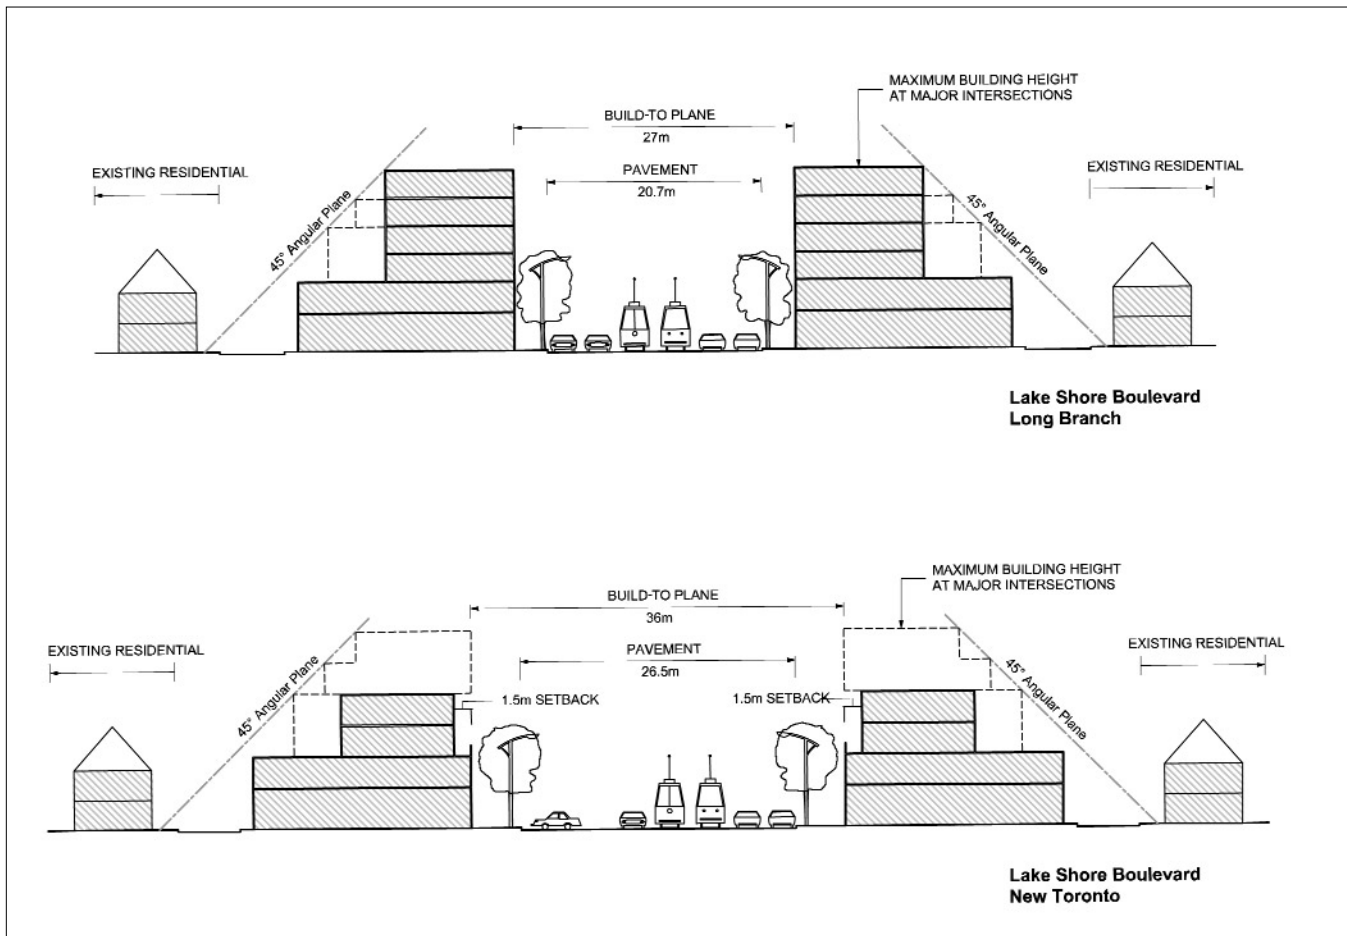 MAXIMUM BUILDING HEIGHT
AT MAJOR INTERSECTIONS
BUILD-TO PLANE
27m
EXISTING RESIDENTIAL
PAVEMENT
20.7m
EXISTING RESIDENTIAL
45° Angular Plane
45° Angular Plane
Lake Shore Boulevard
Long Branch
MAXIMUM BUILDING HEIGHT
AT MAJOR INTERSECTIONS
BUILD-TO PLANE
36m
EXISTING RESIDENTIAL
PAVEMENT
26.5m
EXISTING RESIDENTIAL
45° Angular Plane
1.5m SETBACK
1.5m SETBACK
45° Angular Plane
Lake Shore Boulevard
New Toronto